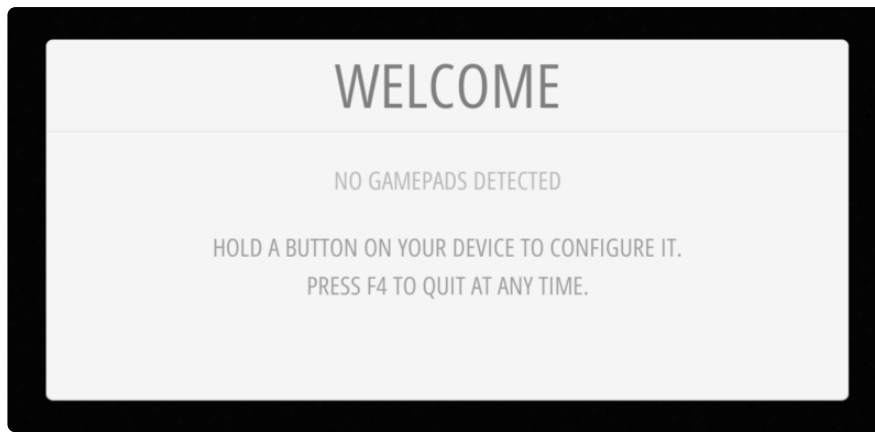 WELCOME
NO GAMEPADS DETECTED
HOLD A BUTTON ON YOUR DEVICE TO CONFIGURE IT.
PRESS F4 TO QUIT AT ANY TIME.